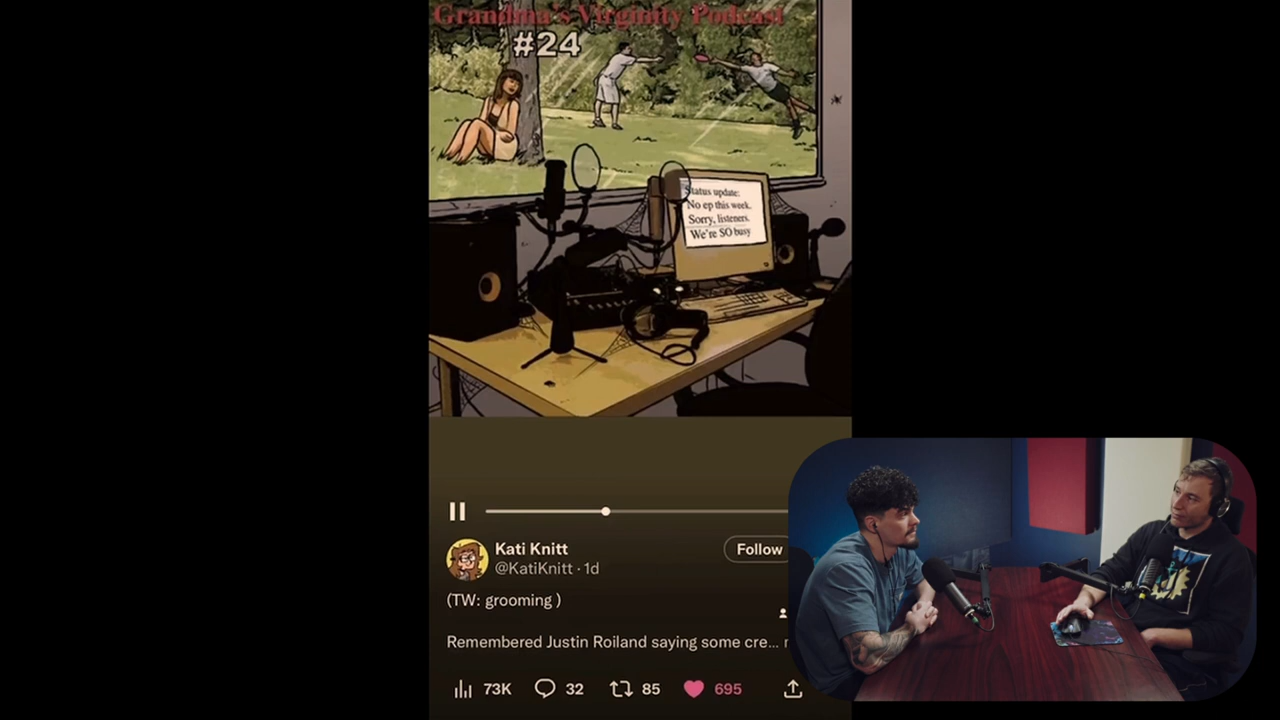 Grandma's Virginity Podcast
#24
Status update:
No ep this week.
Sorry, listeners.
We're SO busy
Kati Knitt
Follow
@KatiKnitt · 1d
(TW: grooming )
Remembered Justin Roiland saying some cre...
73K
32
85
695